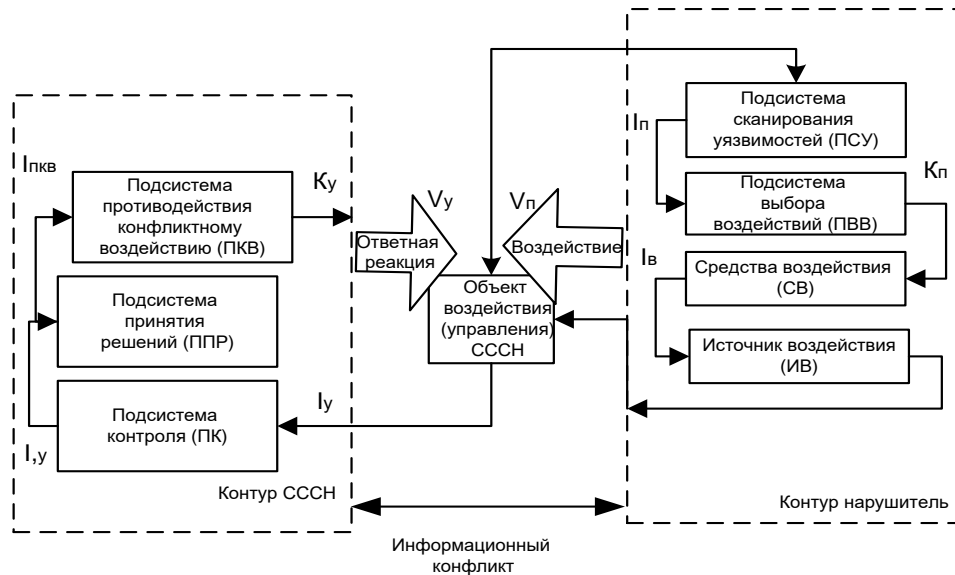 Iпкв
Подсистема
противодействия
конфликтному
воздействию (ПКВ)
Kу
Подсистема
принятия
решений (ППР)
Подсистема
контроля (ПК)
I,у
Контур СССН
Vу
Vп
Ответная
реакция
Воздействие
Объект
воздействия
(управления)
СССН
Iу
Информационный
конфликт
Iп
Подсистема
сканирования
уязвимостей (ПСУ)
Kп
Подсистема
выбора
воздействий (ПВВ)
Iв
Средства воздействия
(СВ)
Источник воздействия
(ИВ)
Контур нарушитель